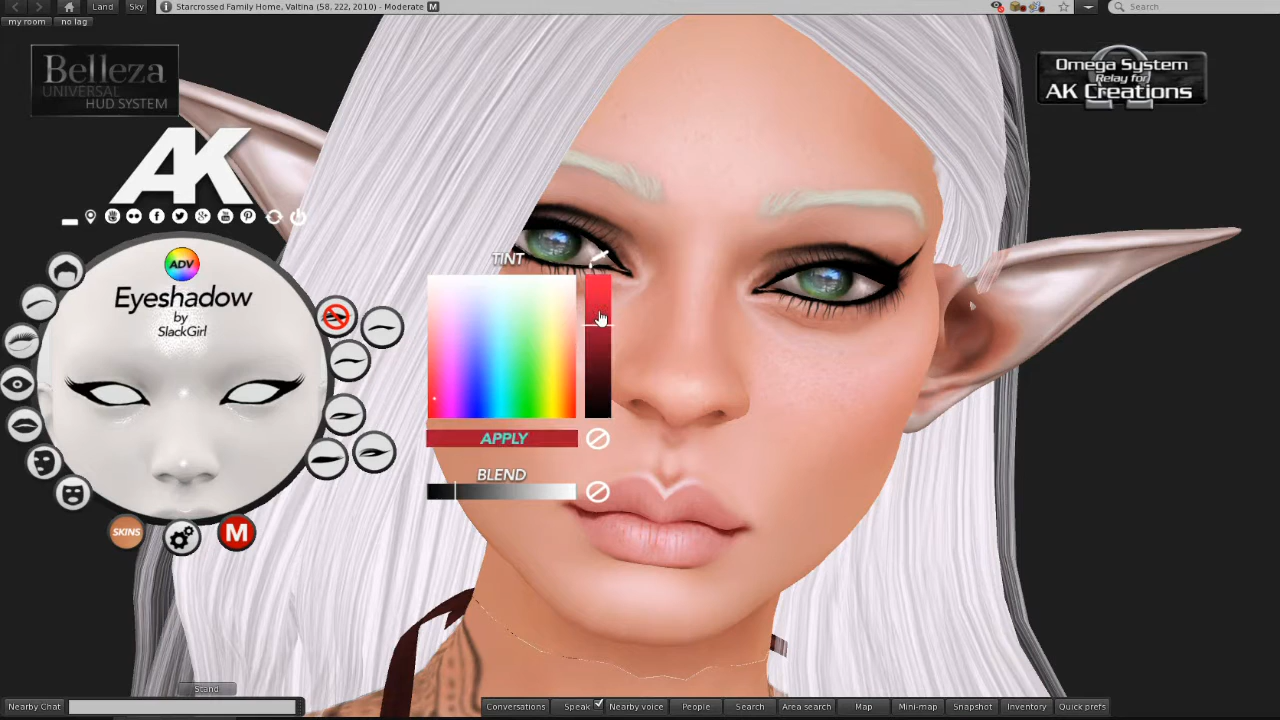 Land
Sky
Starcrossed Family Home, Valtina (58, 222, 2010) - Moderate
M
Search
my room
no lag
Belleza
UNIVERSAL
HUD SYSTEM
Omega System
Relay for
AK Creations
AK
ADV
Eyeshadow
by
SlackGirl
TINT
APPLY
BLEND
SKINS
M
Stand
Nearby Chat
Conversations
Speak
Nearby voice
People
Search
Area search
Map
Mini-map
Snapshot
Inventory
Quick prefs